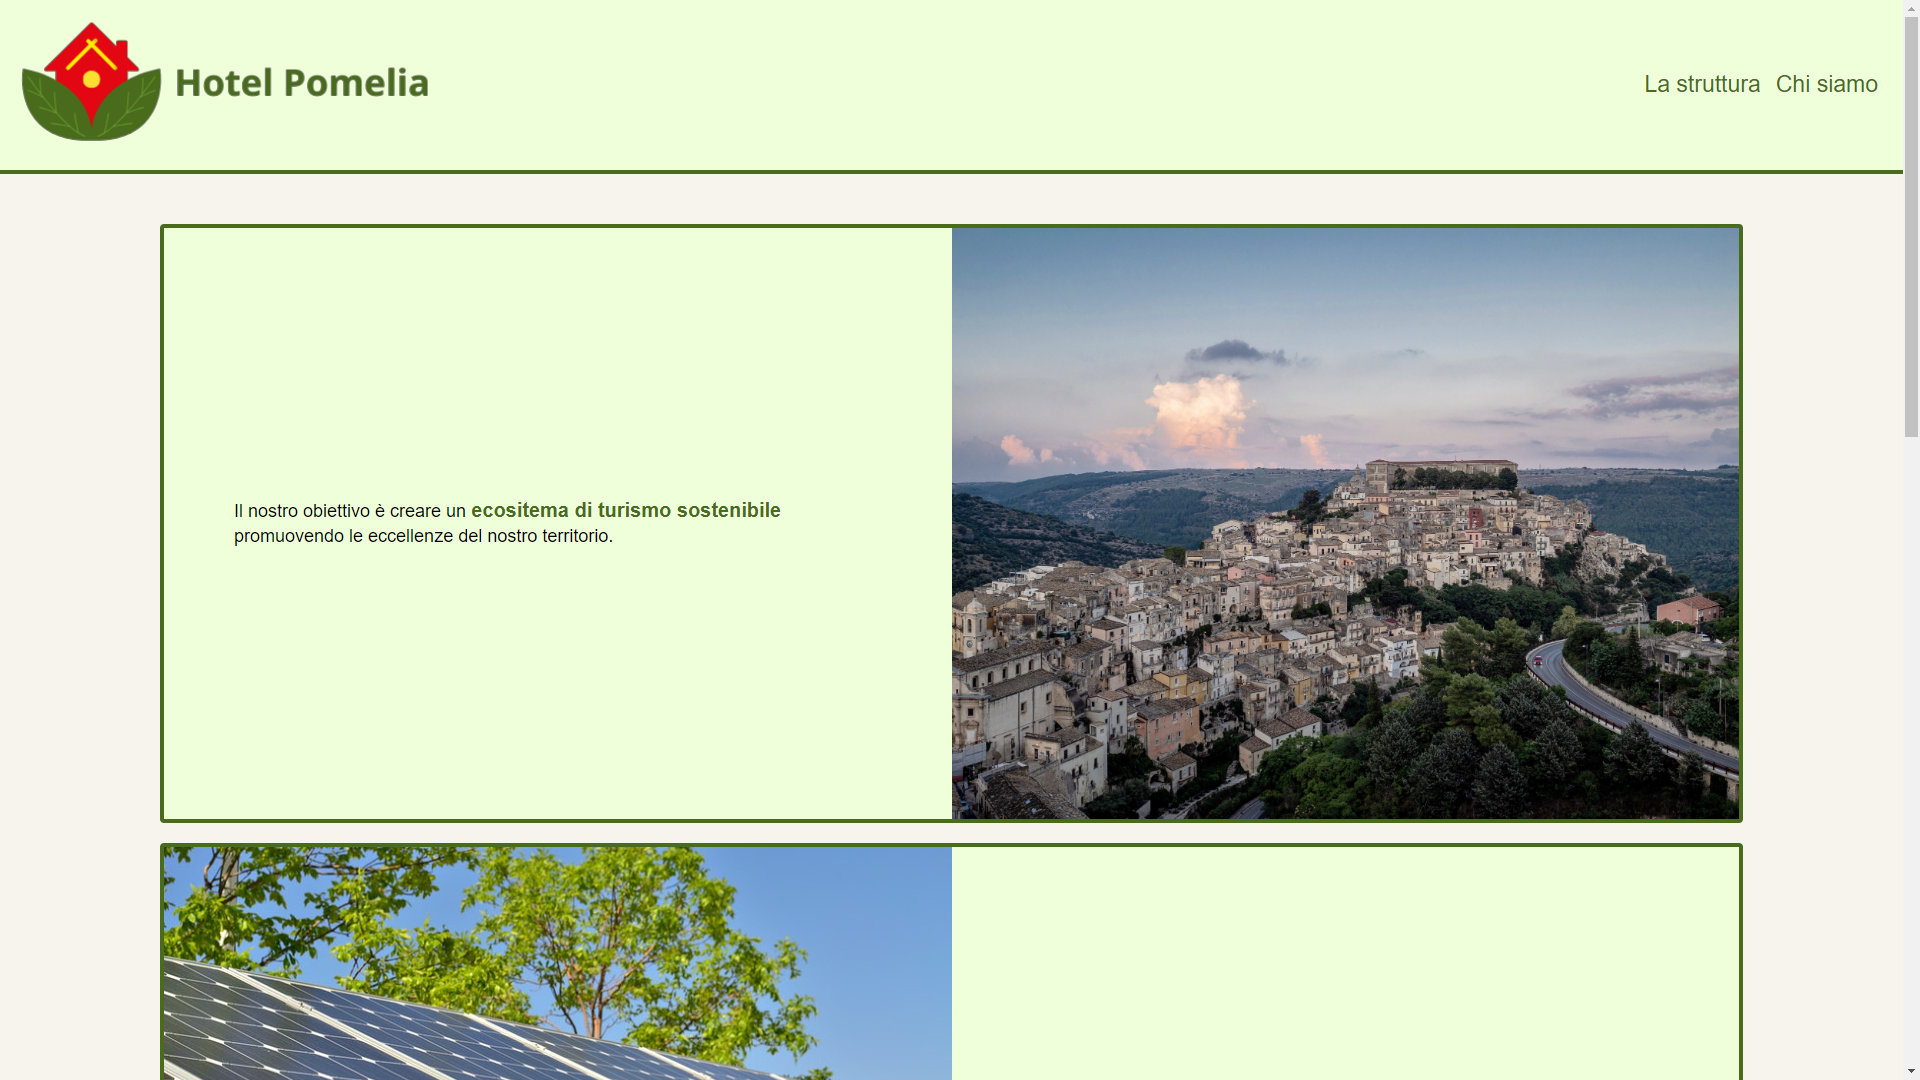 Hotel Pomelia
La struttura Chi siamo
Il nostro obiettivo è creare un ecositema di turismo sostenibile
promuovendo le eccellenze del nostro territorio.